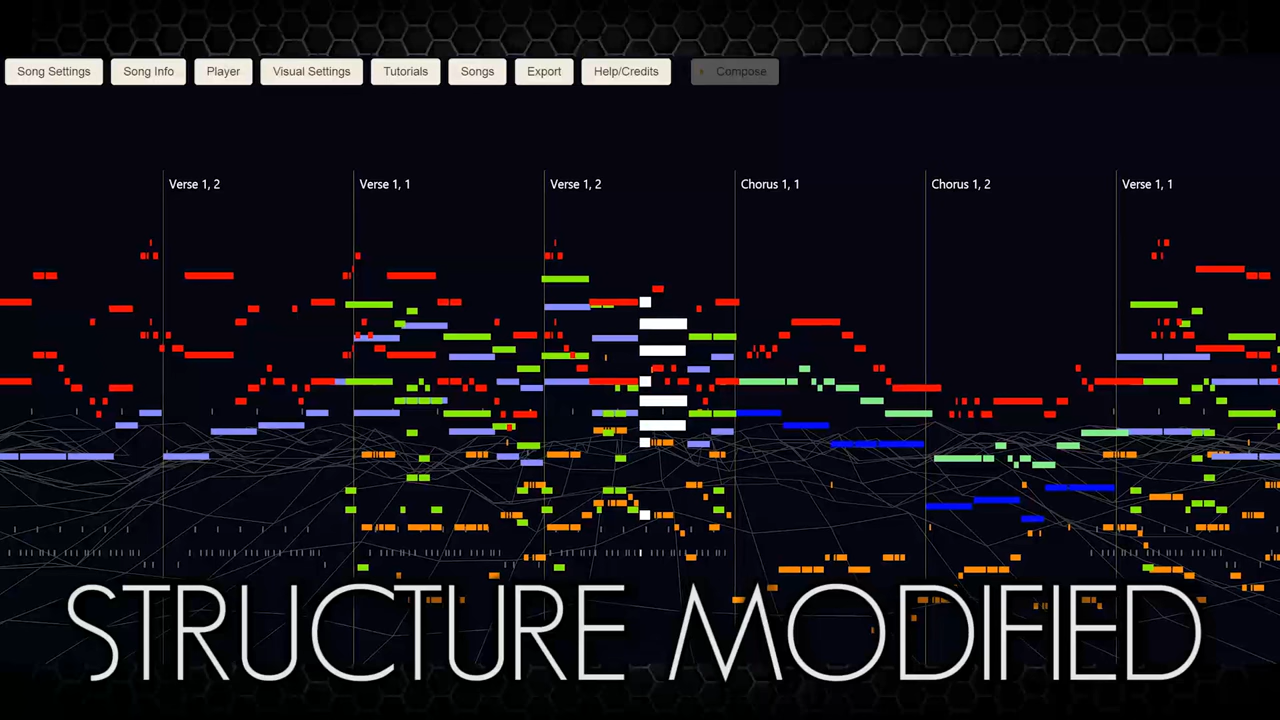 Song Settings Song Info Player Visual Settings Tutorials Songs Export Help/Credits Compose
Verse 1, 2 Verse 1, 1 Verse 1, 2 Chorus 1, 1 Chorus 1, 2 Verse 1, 1
STRUCTURE MODIFIED